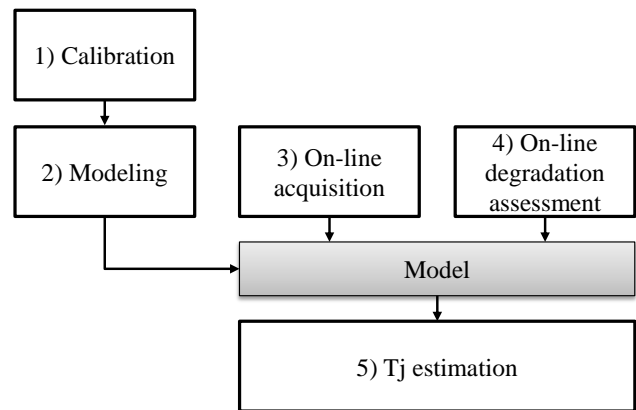 1) Calibration
2) Modeling
3) On-line
acquisition
4) On-line
degradation
assessment
Model
5) Tj estimation